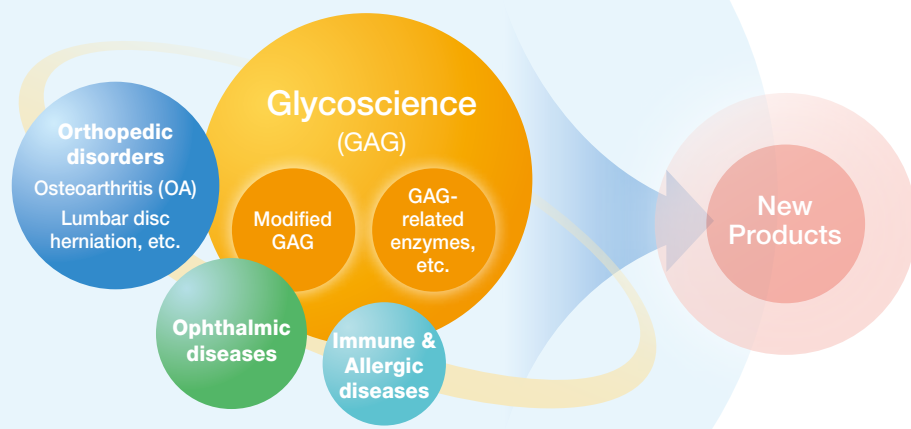 Glycoscience
(GAG)
Orthopedic
disorders
Osteoarthritis (OA)
Lumbar disc
herniation, etc.
Modified
GAG
GAG-
related
enzymes,
etc.
Ophthalmic
diseases
Immune &
Allergic
diseases
New
Products